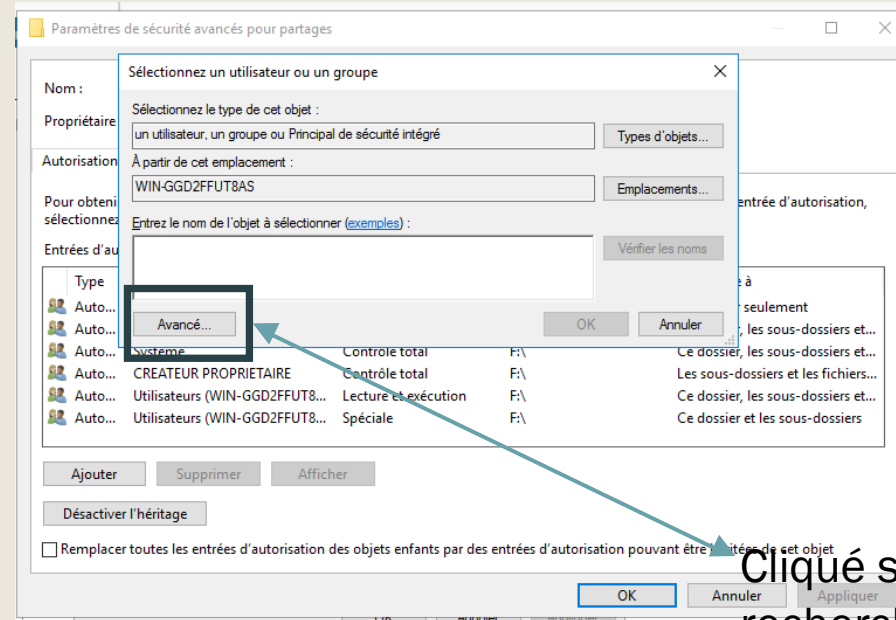 Paramètres de sécurité avancés pour partages
Sélectionnez un utilisateur ou un groupe
Nom :
Sélectionnez le type de cet objet :
Propriétaire
un utilisateur, un groupe ou Principal de sécurité intégré
Types d'objets...
Autorisation
À partir de cet emplacement :
WIN-GGD2FFUT8AS
Emplacements...
Pour obteni
entrée d'autorisation,
sélectionnez
Entrez le nom de l'objet à sélectionner (exemples) :
Entrées d'au
Vérifier les noms
Type
à
Auto...
seulement
Avancé...
OK
Annuler
Auto...
, les sous-dossiers et...
Auto... Système Contrôle total F:\ Ce dossier, les sous-dossiers et...
Auto... CREATEUR PROPRIETAIRE Contrôle total F:\ Les sous-dossiers et les fichiers...
Auto... Utilisateurs (WIN-GGD2FFUT8... Lecture et exécution F:\ Ce dossier, les sous-dossiers et...
Auto... Utilisateurs (WIN-GGD2FFUT8... Spéciale F:\ Ce dossier et les sous-dossiers
Ajouter
Supprimer
Afficher
Désactiver l'héritage
Remplacer toutes les entrées d'autorisation des objets enfants par des entrées d'autorisation pouvant être héritées de cet objet
Cliqué s
OK
Annuler
Appliquer